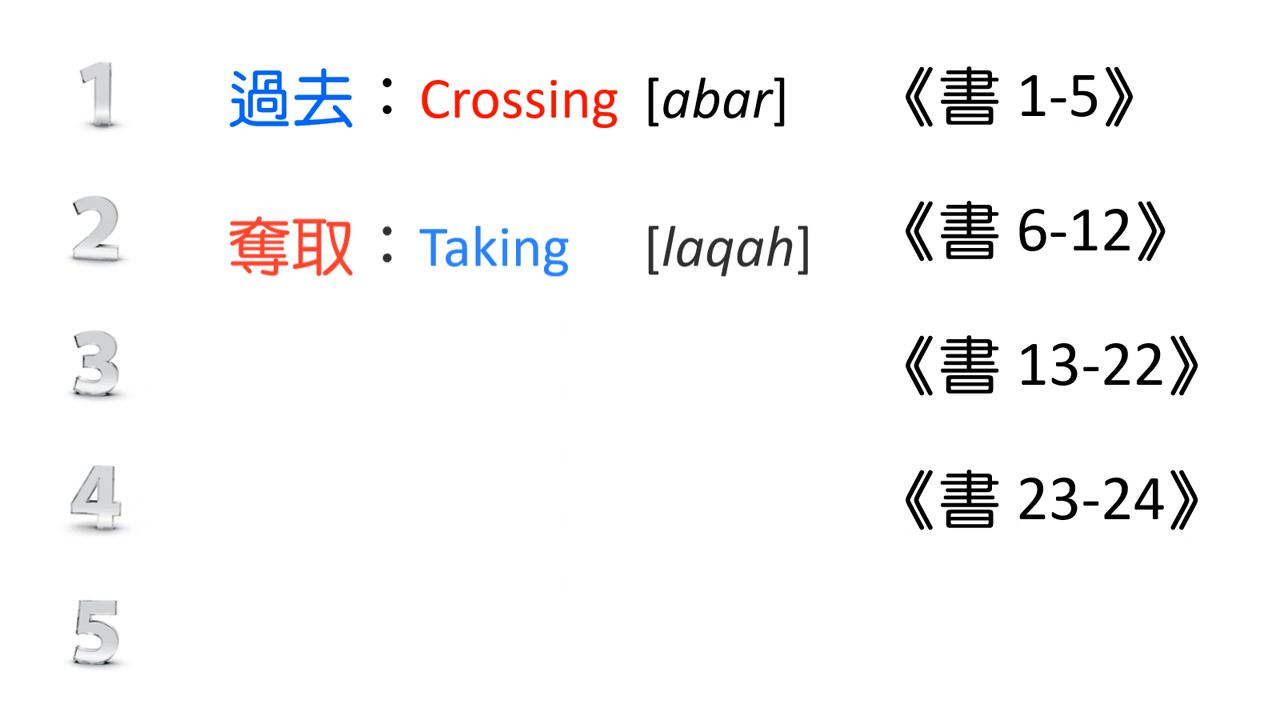 1 過去：Crossing [abar] 《書 1-5》
2 奪取：Taking [laqah] 《書 6-12》
3 《書 13-22》
4 《書 23-24》
5